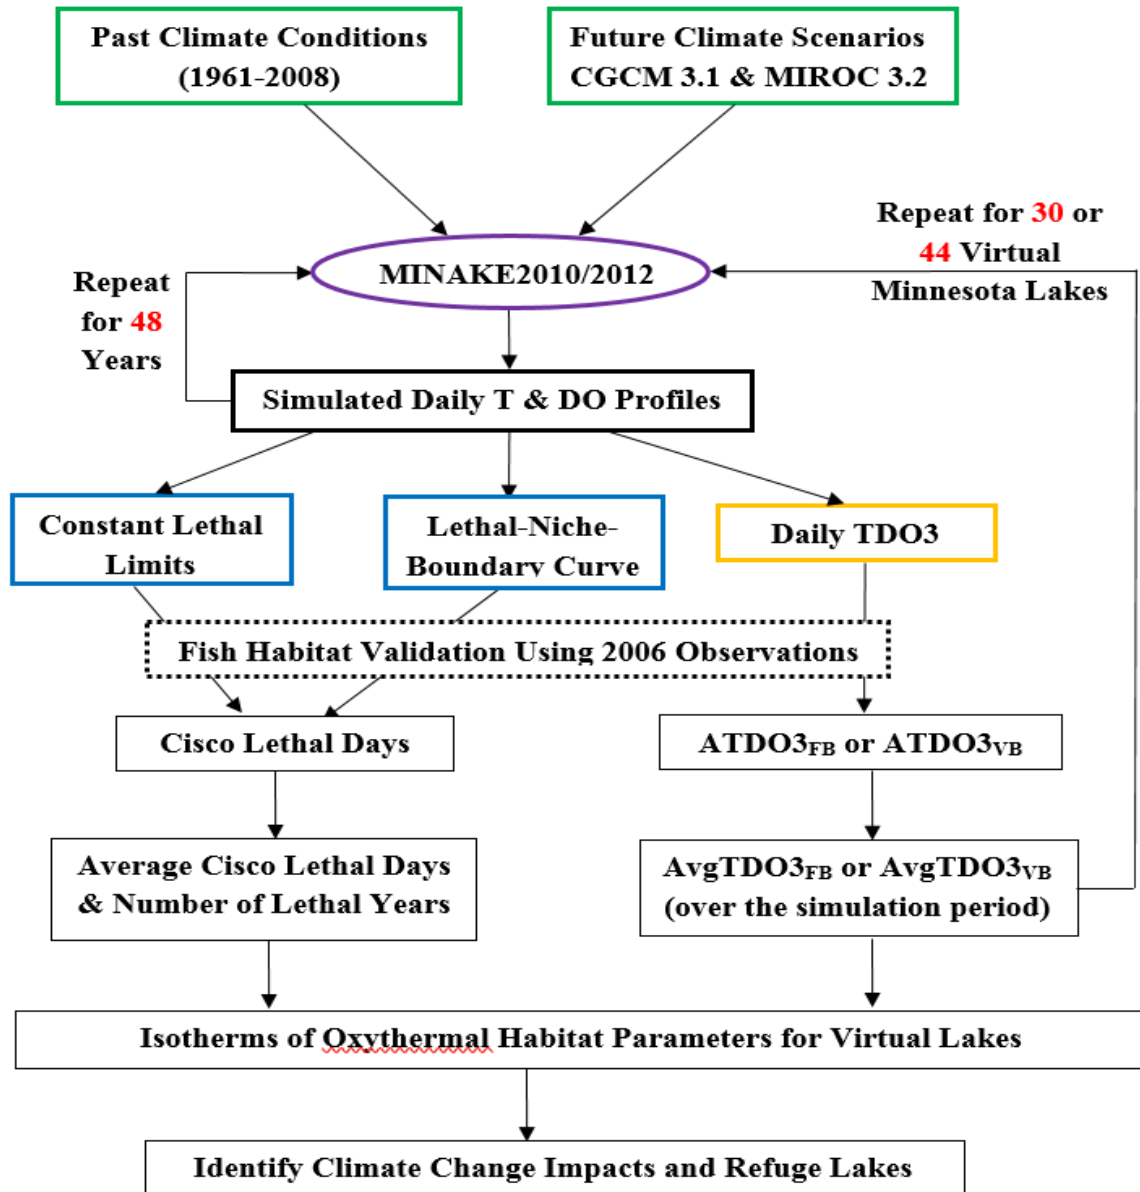 Past Climate Conditions
(1961-2008)
Future Climate Scenarios
CGCM 3.1 & MIROC 3.2
Repeat for 30 or
44 Virtual
Minnesota Lakes
MINAKE2010/2012
Repeat
for 48
Years
Simulated Daily T & DO Profiles
Constant Lethal
Limits
Lethal-Niche-
Boundary Curve
Daily TDO3
Fish Habitat Validation Using 2006 Observations
Cisco Lethal Days
ATDO3FB or ATDO3VB
Average Cisco Lethal Days
& Number of Lethal Years
AvgTDO3FB or AvgTDO3VB
(over the simulation period)
Isotherms of Oxythermal Habitat Parameters for Virtual Lakes
Identify Climate Change Impacts and Refuge Lakes